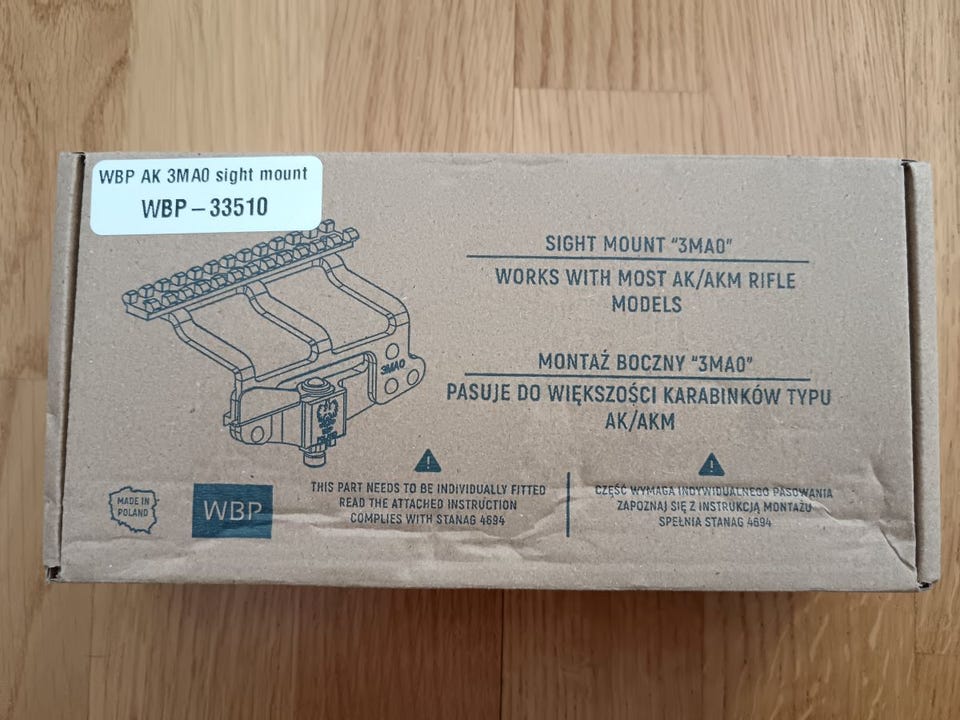 WBP AK 3MA0 sight mount
WBP – 33510
SIGHT MOUNT "3MA0"
WORKS WITH MOST AK/AKM RIFLE
MODELS
MONTAŻ BOCZNY "3MA0"
PASUJE DO WIĘKSZOŚCI KARABINKÓW TYPU
AK/AKM
3MA0
MADE IN
POLAND
WBP
THIS PART NEEDS TO BE INDIVIDUALLY FITTED
READ THE ATTACHED INSTRUCTION
COMPLIES WITH STANAG 4694
CZĘŚĆ WYMAGA INDYWIDUALNEGO PASOWANIA
ZAPOZNAJ SIĘ Z INSTRUKCJĄ MONTAŻU
SPEŁNIA STANAG 4694